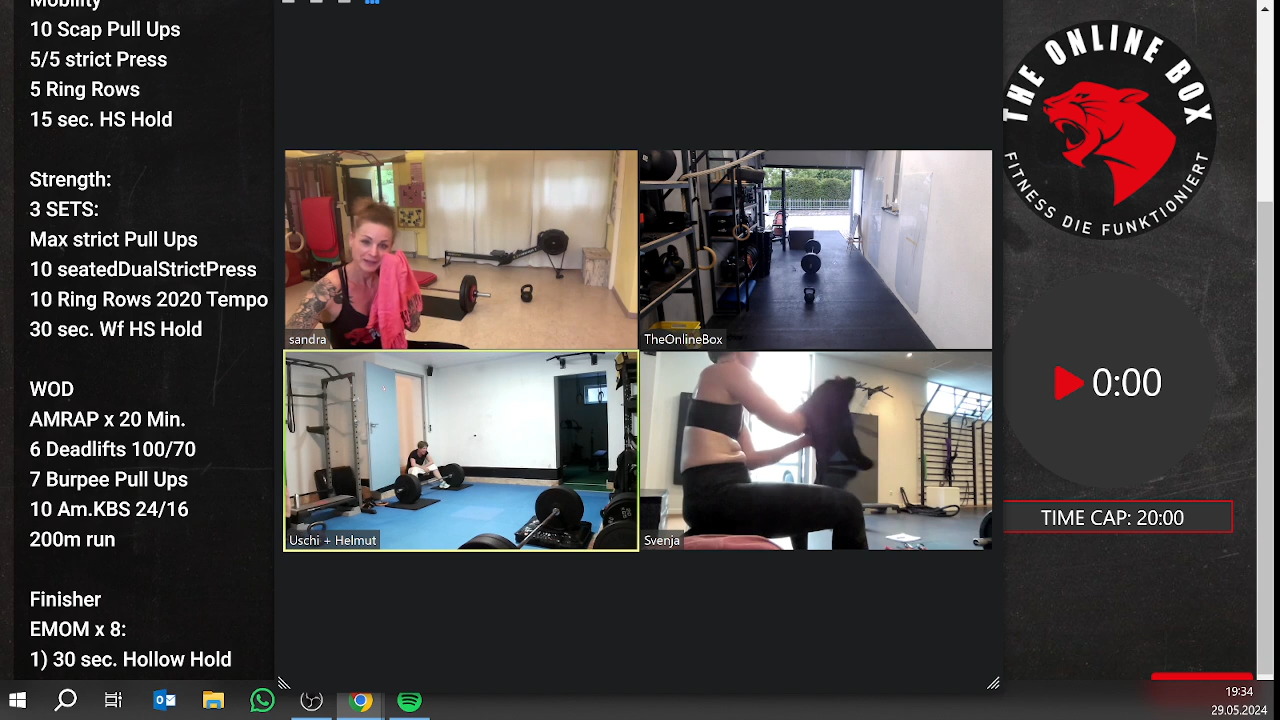 Mobility
10 Scap Pull Ups
5/5 strict Press
5 Ring Rows
15 sec. HS Hold
Strength:
3 SETS:
Max strict Pull Ups
10 seatedDualStrictPress
10 Ring Rows 2020 Tempo
30 sec. Wf HS Hold
WOD
AMRAP x 20 Min.
6 Deadlifts 100/70
7 Burpee Pull Ups
10 Am.KBS 24/16
200m run
Finisher
EMOM x 8:
1) 30 sec. Hollow Hold
sandra
TheOnlineBox
Uschi + Helmut
Svenja
THE ONLINE BOX
FITNESS DIE FUNKTIONIERT
0:00
TIME CAP: 20:00
19:34
29.05.2024